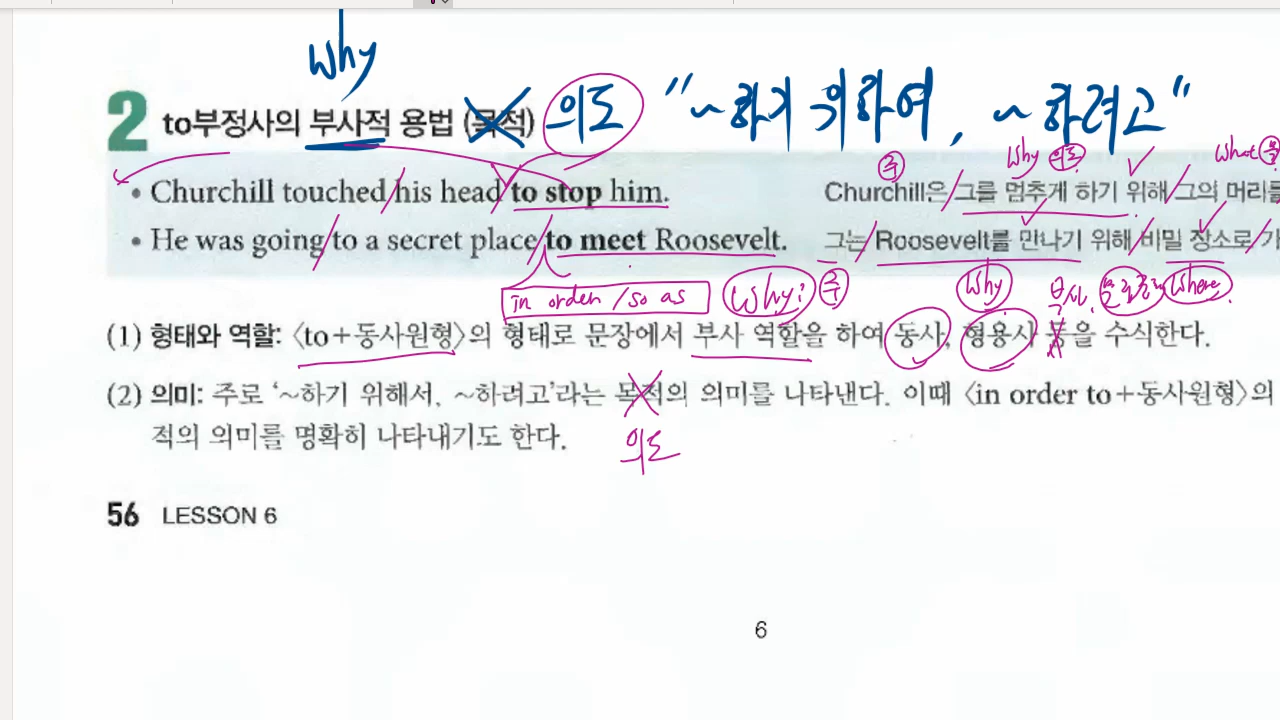 why
2 to부정사의 부사적 용법 (목적) 의도 "~하기 위하여, ~하려고"
주 Why 의도 What 목
• Churchill touched his head to stop him. Churchill은 그를 멈추게 하기 위해 그의 머리를
• He was going to a secret place to meet Roosevelt. 그는 Roosevelt를 만나기 위해 비밀 장소로 가
in order / so as Why? 주 Why 부사 Where
(1) 형태와 역할: 〈to+동사원형〉의 형태로 문장에서 부사 역할을 하여 동사, 형용사 등을 수식한다.
(2) 의미: 주로 '~하기 위해서, ~하려고'라는 목적의 의미를 나타낸다. 이때 〈in order to+동사원형〉의
적의 의미를 명확히 나타내기도 한다.
의도
56 LESSON 6
6